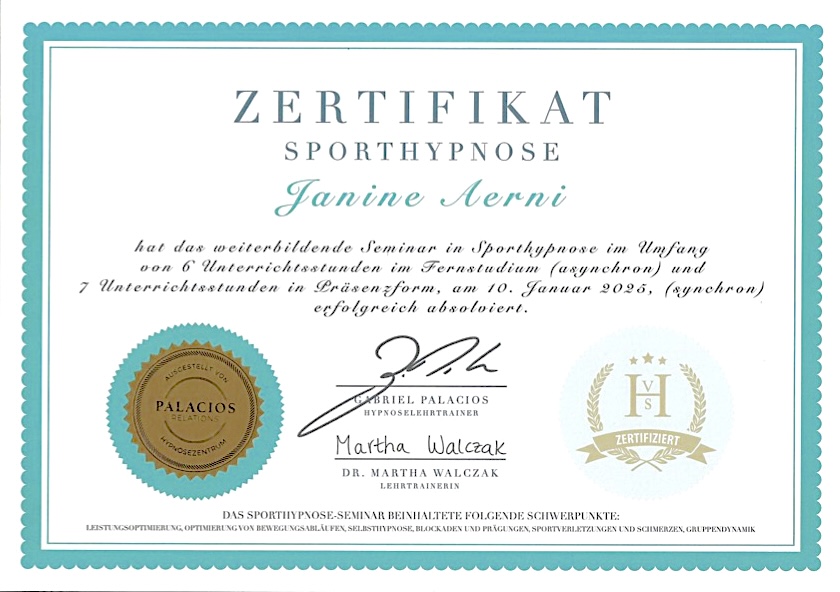 ZERTIFIKAT
SPORTHYPNOSE
Janine Aerni
hat das weiterbildende Seminar in Sporthypnose im Umfang
von 6 Unterrichtsstunden im Fernstudium (asynchron) und
7 Unterrichtsstunden in Präsenzform, am 10. Januar 2025, (synchron)
erfolgreich absolviert.
AUSGESTELLT VON
PALACIOS
RELATIONS
HYPNOSEZENTRUM
GABRIEL PALACIOS
HYPNOSELEHRTRAINER
Martha Walczak
DR. MARTHA WALCZAK
LEHRTRAINERIN
H
V
S
ZERTIFIZIERT
DAS SPORTHYPNOSE-SEMINAR BEINHALTETE FOLGENDE SCHWERPUNKTE:
LEISTUNGSOPTIMIERUNG, OPTIMIERUNG VON BEWEGUNGSABLÄUFEN, SELBSTHYPNOSE, BLOCKADEN UND PRÄGUNGEN, SPORTVERLETZUNGEN UND SCHMERZEN, GRUPPENDYNAMIK